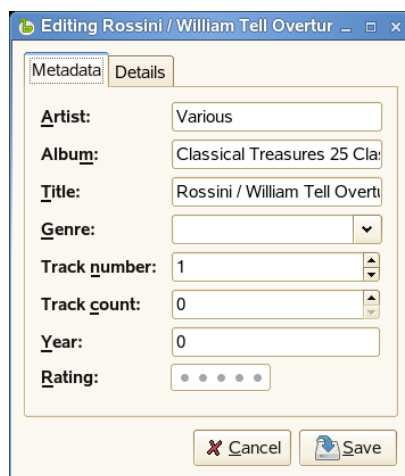 Editing Rossini / William Tell Overtur
Metadata Details
Artist: Various
Album: Classical Treasures 25 Clas
Title: Rossini / William Tell Overtu
Genre:
Track number: 1
Track count: 0
Year: 0
Rating:
Cancel Save